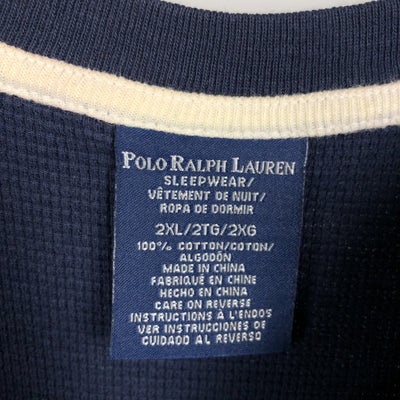 POLO RALPH LAUREN
SLEEPWEAR/
VÊTEMENT DE NUIT/
ROPA DE DORMIR
2XL/2TG/2XG
100% COTTON/COTON/
ALGODÓN
MADE IN CHINA
FABRIQUÉ EN CHINE
HECHO EN CHINA
CARE ON REVERSE
INSTRUCTIONS À L'ENDOS
VER INSTRUCCIONES DE
CUIDADO AL REVERSO